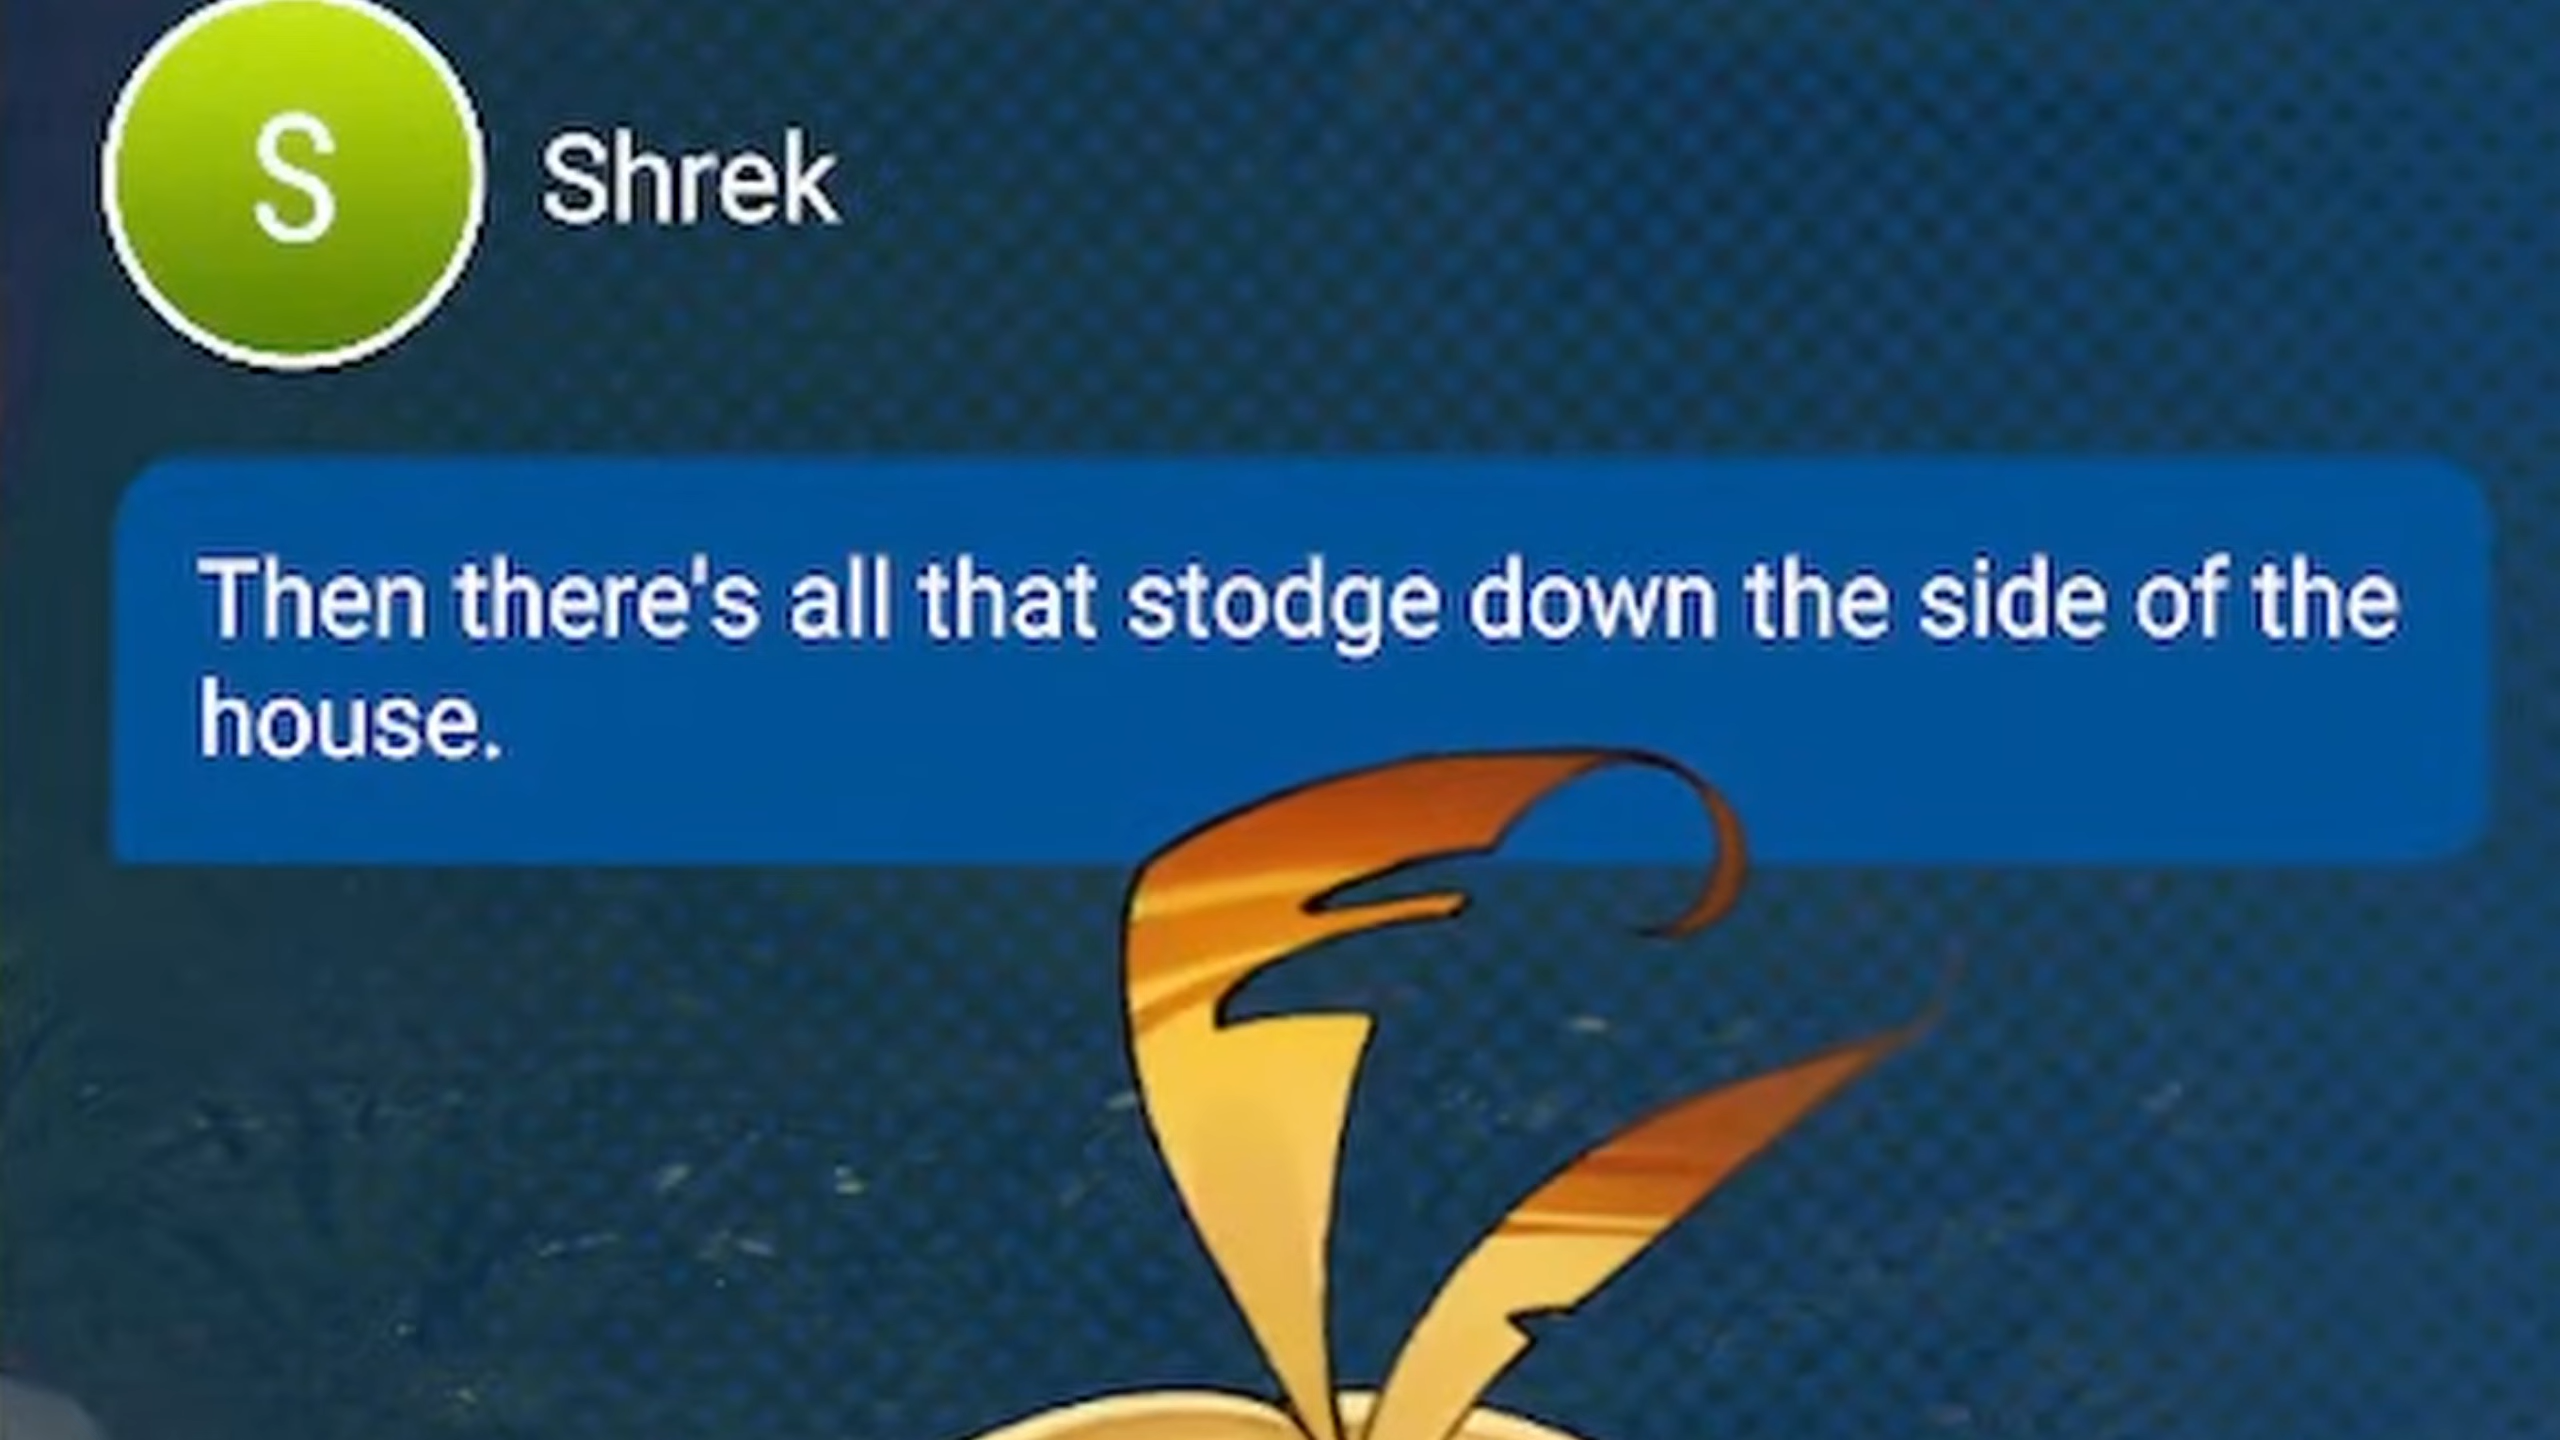 S
Shrek
Then there's all that stodge down the side of the
house.